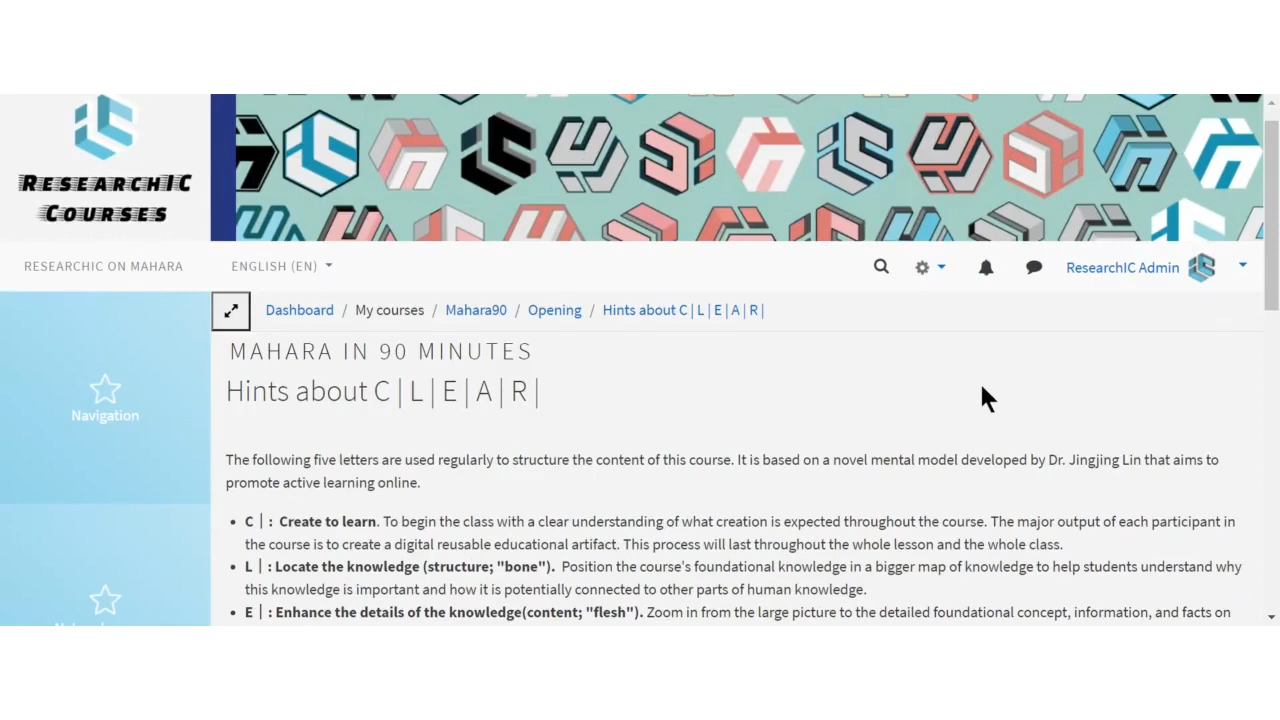 RESEARCHIC
COURSES
RESEARCHIC ON MAHARA
ENGLISH (EN)
ResearchIC Admin
Dashboard / My courses / Mahara90 / Opening / Hints about C | L | E | A | R |
MAHARA IN 90 MINUTES
Hints about C | L | E | A | R |
Navigation
The following five letters are used regularly to structure the content of this course. It is based on a novel mental model developed by Dr. Jingjing Lin that aims to
promote active learning online.
• C | : Create to learn. To begin the class with a clear understanding of what creation is expected throughout the course. The major output of each participant in
the course is to create a digital reusable educational artifact. This process will last throughout the whole lesson and the whole class.
• L | : Locate the knowledge (structure; "bone"). Position the course's foundational knowledge in a bigger map of knowledge to help students understand why
this knowledge is important and how it is potentially connected to other parts of human knowledge.
• E | : Enhance the details of the knowledge(content; "flesh"). Zoom in from the large picture to the detailed foundational concept, information, and facts on